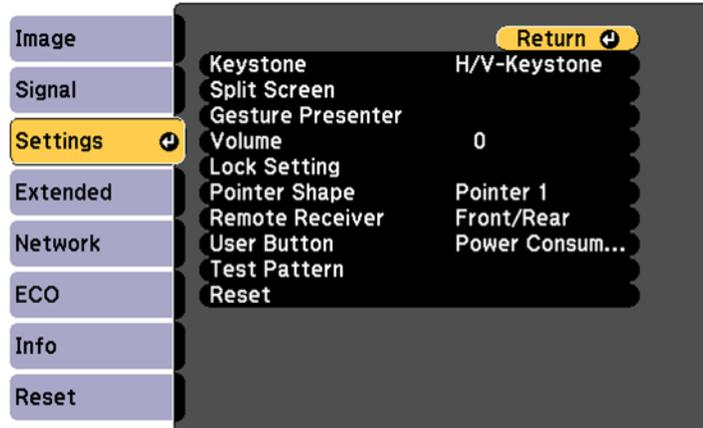 Image
Signal
Settings
Extended
Network
ECO
Info
Reset
Return
Keystone H/V-Keystone
Split Screen
Gesture Presenter
Volume 0
Lock Setting
Pointer Shape Pointer 1
Remote Receiver Front/Rear
User Button Power Consum...
Test Pattern
Reset